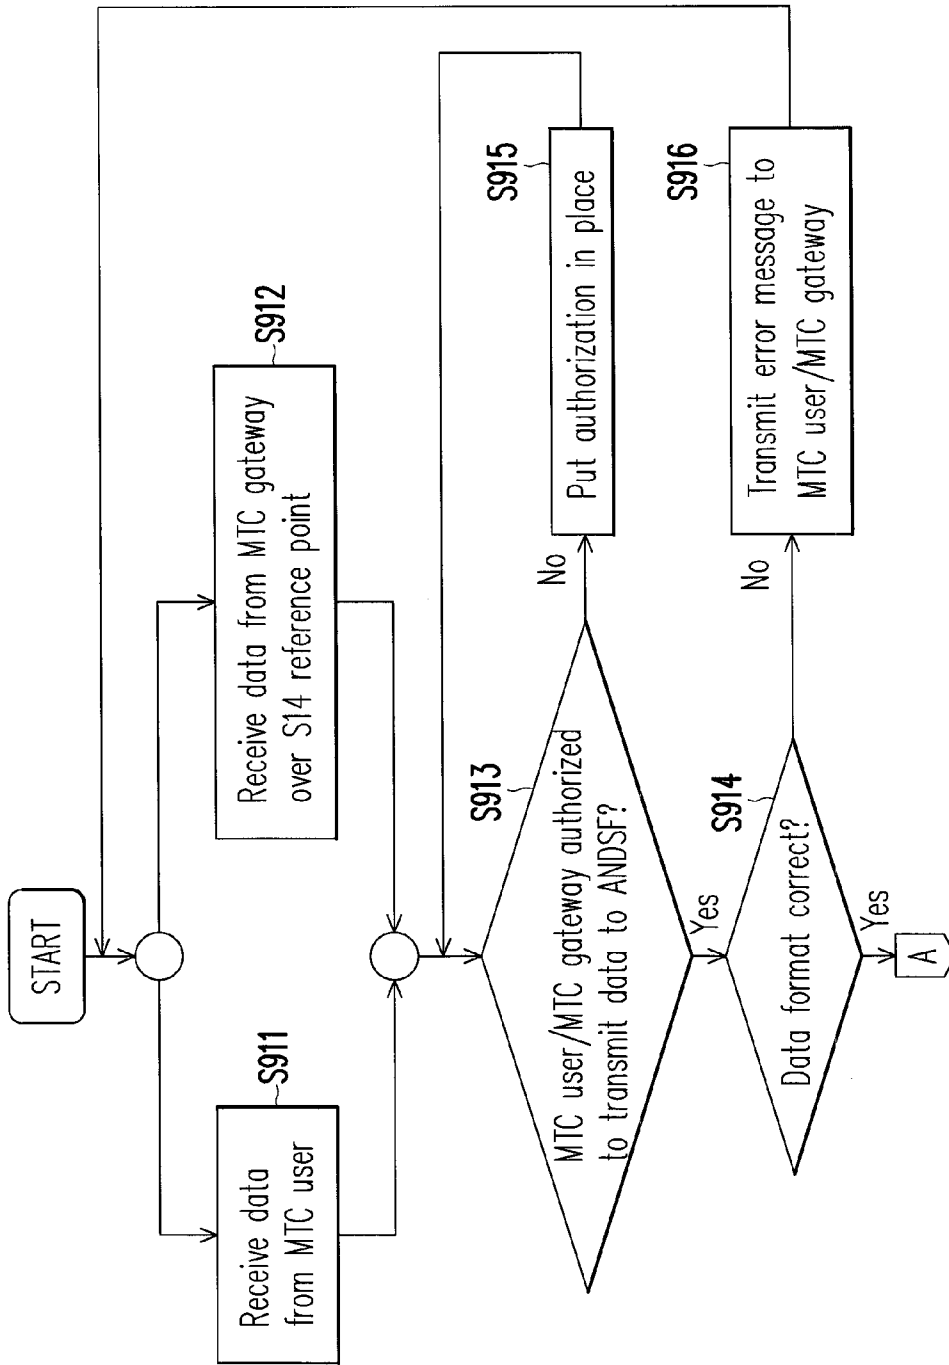 START
S911
Receive data
from MTC user
S912
Receive data from MTC gateway
over S14 reference point
S913
MTC user/MTC gateway authorized
to transmit data to ANDSF?
No
S915
Put authorization in place
Yes
S914
Data format correct?
No
S916
Transmit error message to
MTC user/MTC gateway
Yes
A